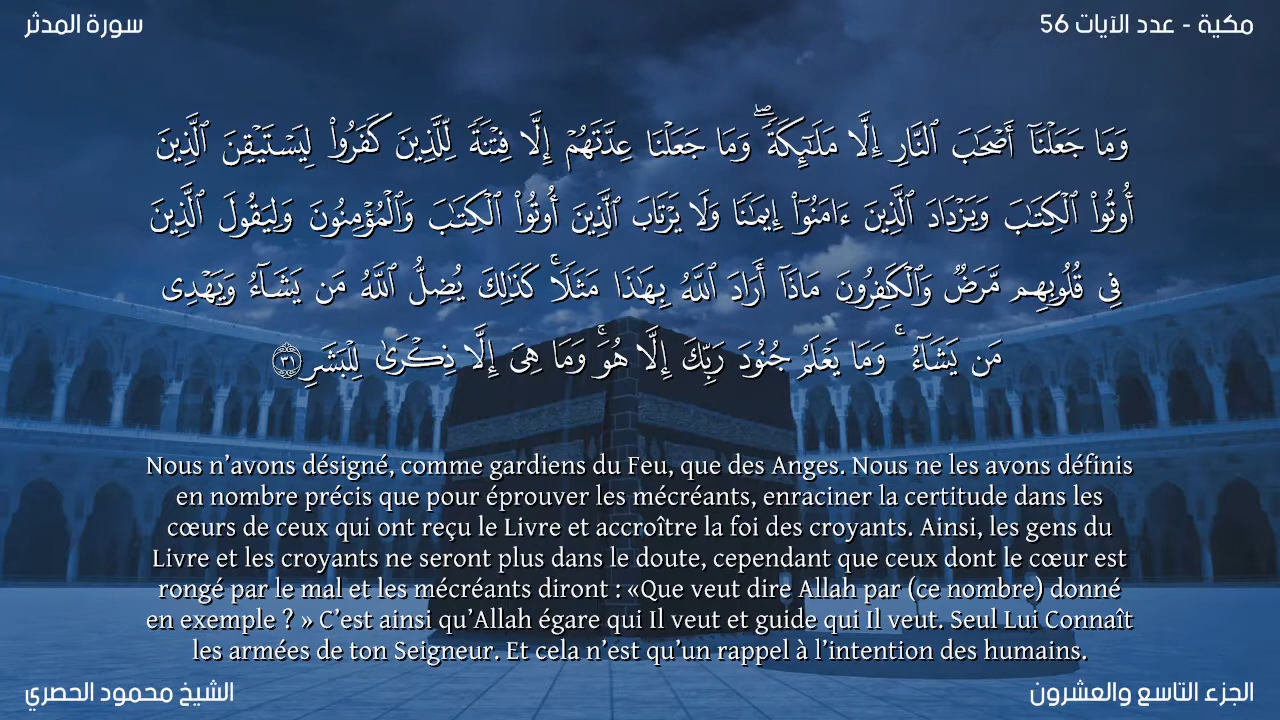 مكية - عدد الآيات 56
سورة المدثر
وَمَا جَعَلْنَآ أَصْحَٰبَ ٱلنَّارِ إِلَّا مَلَٰٓئِكَةً ۖ وَمَا جَعَلْنَا عِدَّتَهُمْ إِلَّا فِتْنَةً لِّلَّذِينَ كَفَرُوا۟ لِيَسْتَيْقِنَ ٱلَّذِينَ
أُوتُوا۟ ٱلْكِتَٰبَ وَيَزْدَادَ ٱلَّذِينَ ءَامَنُوٓا۟ إِيمَٰنًا وَلَا يَرْتَابَ ٱلَّذِينَ أُوتُوا۟ ٱلْكِتَٰبَ وَٱلْمُؤْمِنُونَ وَلِيَقُولَ ٱلَّذِينَ
فِى قُلُوبِهِم مَّرَضٌ وَٱلْكَٰفِرُونَ مَاذَآ أَرَادَ ٱللَّهُ بِهَٰذَا مَثَلًا ۚ كَذَٰلِكَ يُضِلُّ ٱللَّهُ مَن يَشَآءُ وَيَهْدِى
مَن يَشَآءُ ۚ وَمَا يَعْلَمُ جُنُودَ رَبِّكَ إِلَّا هُوَ ۚ وَمَا هِىَ إِلَّا ذِكْرَىٰ لِلْبَشَرِ ٣١
Nous n’avons désigné, comme gardiens du Feu, que des Anges. Nous ne les avons définis
en nombre précis que pour éprouver les mécréants, enraciner la certitude dans les
cœurs de ceux qui ont reçu le Livre et accroître la foi des croyants. Ainsi, les gens du
Livre et les croyants ne seront plus dans le doute, cependant que ceux dont le cœur est
rongé par le mal et les mécréants diront : «Que veut dire Allah par (ce nombre) donné
en exemple ? » C’est ainsi qu’Allah égare qui Il veut et guide qui Il veut. Seul Lui Connaît
les armées de ton Seigneur. Et cela n’est qu’un rappel à l’intention des humains.
الجزء التاسع والعشرون
الشيخ محمود الحصري